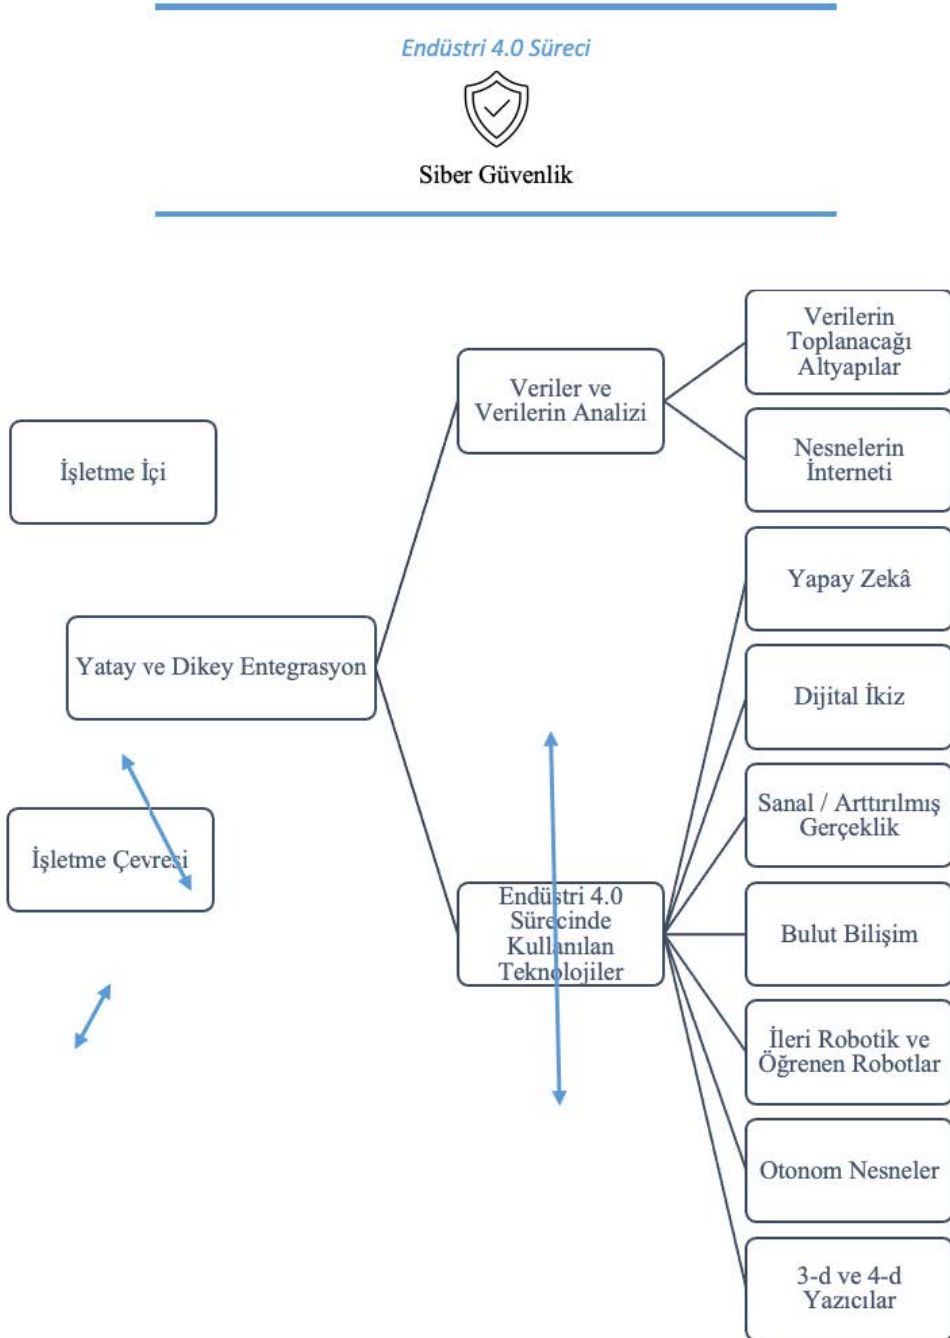 Endüstri 4.0 Süreci
Siber Güvenlik
İşletme İçi
Yatay ve Dikey Entegrasyon
İşletme Çevresi
Veriler ve
Verilerin Analizi
Endüstri 4.0
Sürecinde
Kullanılan
Teknolojiler
Verilerin
Toplanacağı
Altyapılar
Nesnelerin
İnterneti
Yapay Zekâ
Dijital İkiz
Sanal / Arttırılmış
Gerçeklik
Bulut Bilişim
İleri Robotik ve
Öğrenen Robotlar
Otonom Nesneler
3-d ve 4-d
Yazıcılar